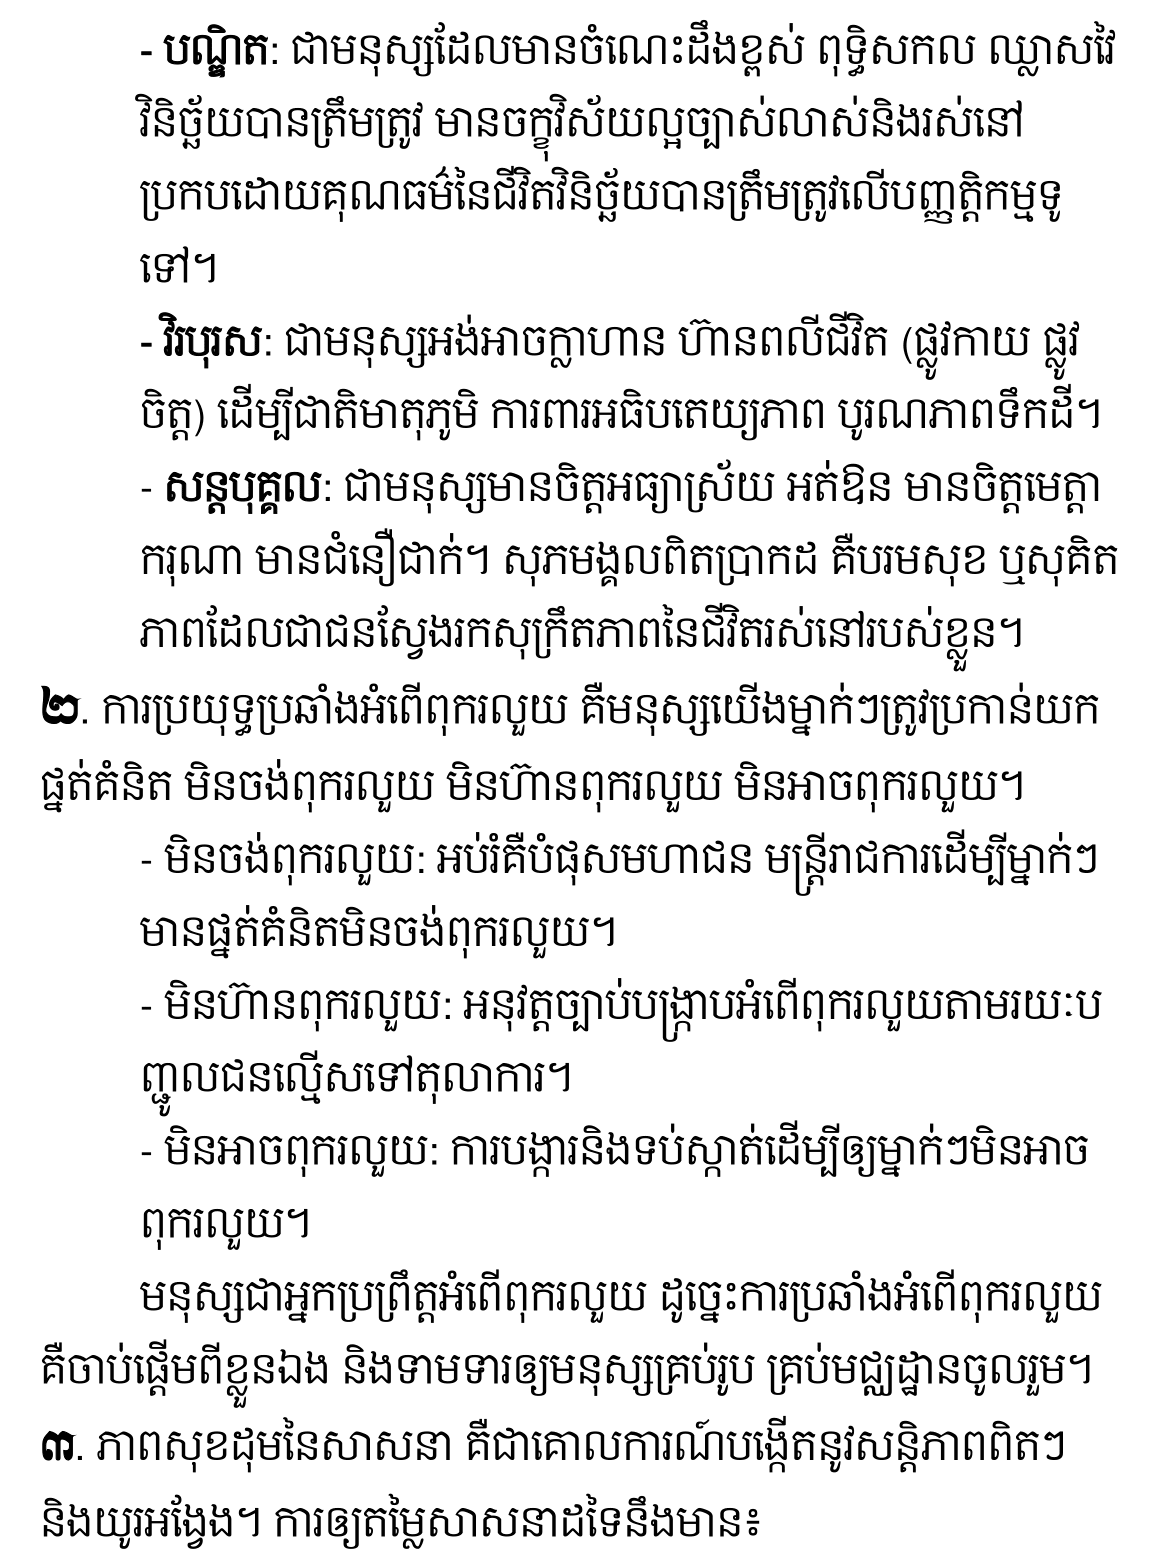 - បណ្ឌិត: ជាមនុស្សដែលមានចំណេះដឹងខ្ពស់ ពុទ្ធិសកល ឈ្លាសវៃ
វិនិច្ឆ័យបានត្រឹមត្រូវ មានចក្ខុវិស័យល្អច្បាស់លាស់និងរស់នៅ
ប្រកបដោយគុណធម៌នៃជីវិតវិនិច្ឆ័យបានត្រឹមត្រូវលើបញ្ញត្តិកម្មទូ
ទៅ។
- វិរបុរស: ជាមនុស្សអង់អាចក្លាហាន ហ៊ានពលីជីវិត (ផ្លូវកាយ ផ្លូវ
ចិត្ត) ដើម្បីជាតិមាតុភូមិ ការពារអធិបតេយ្យភាព បូរណភាពទឹកដី។
- សន្តបុគ្គល: ជាមនុស្សមានចិត្តអធ្យាស្រ័យ អត់ឱន មានចិត្តមេត្តា
ករុណា មានជំនឿជាក់។ សុភមង្គលពិតប្រាកដ គឺបរមសុខ ឬសុគិត
ភាពដែលជាជនស្វែងរកសុក្រឹតភាពនៃជីវិតរស់នៅរបស់ខ្លួន។
២. ការប្រយុទ្ធប្រឆាំងអំពើពុករលួយ គឺមនុស្សយើងម្នាក់ៗត្រូវប្រកាន់យក
ផ្នត់គំនិត មិនចង់ពុករលួយ មិនហ៊ានពុករលួយ មិនអាចពុករលួយ។
- មិនចង់ពុករលួយ: អប់រំគឺបំផុសមហាជន មន្ត្រីរាជការដើម្បីម្នាក់ៗ
មានផ្នត់គំនិតមិនចង់ពុករលួយ។
- មិនហ៊ានពុករលួយ: អនុវត្តច្បាប់បង្ក្រាបអំពើពុករលួយតាមរយៈប
ញ្ជូលជនល្មើសទៅតុលាការ។
- មិនអាចពុករលួយ: ការបង្ការនិងទប់ស្កាត់ដើម្បីឲ្យម្នាក់ៗមិនអាច
ពុករលួយ។
មនុស្សជាអ្នកប្រព្រឹត្តអំពើពុករលួយ ដូច្នេះការប្រឆាំងអំពើពុករលួយ
គឺចាប់ផ្តើមពីខ្លួនឯង និងទាមទារឲ្យមនុស្សគ្រប់រូប គ្រប់មជ្ឈដ្ឋានចូលរួម។
៣. ភាពសុខដុមនៃសាសនា គឺជាគោលការណ៍បង្កើតនូវសន្តិភាពពិតៗ
និងយូរអង្វែង។ ការឲ្យតម្លៃសាសនាដទៃនឹងមាន៖